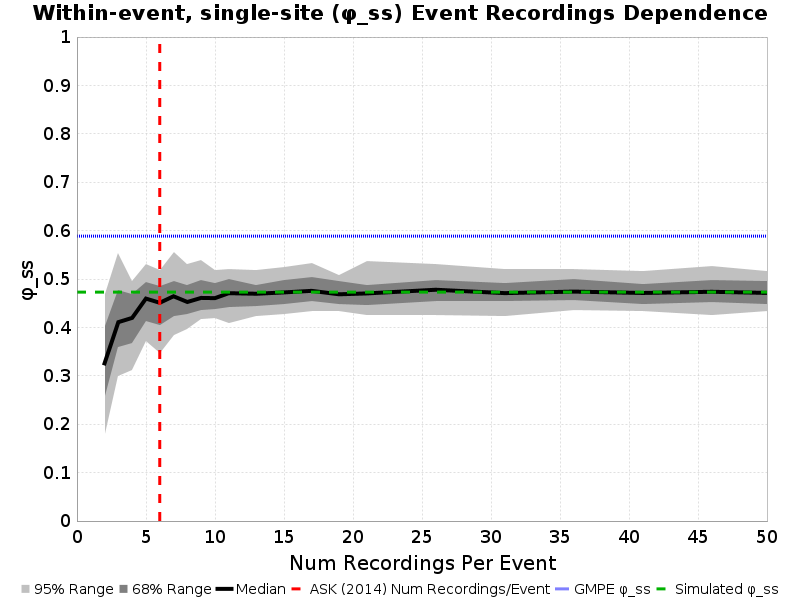 Within-event, single-site (φ_ss) Event Recordings Dependence
1
0.9
0.8
0.7
0.6
0.5
0.4
0.3
0.2
0.1
0
φ_ss
0 5 10 15 20 25 30 35 40 45 50
Num Recordings Per Event
95% Range 68% Range Median ASK (2014) Num Recordings/Event GMPE φ_ss Simulated φ_ss